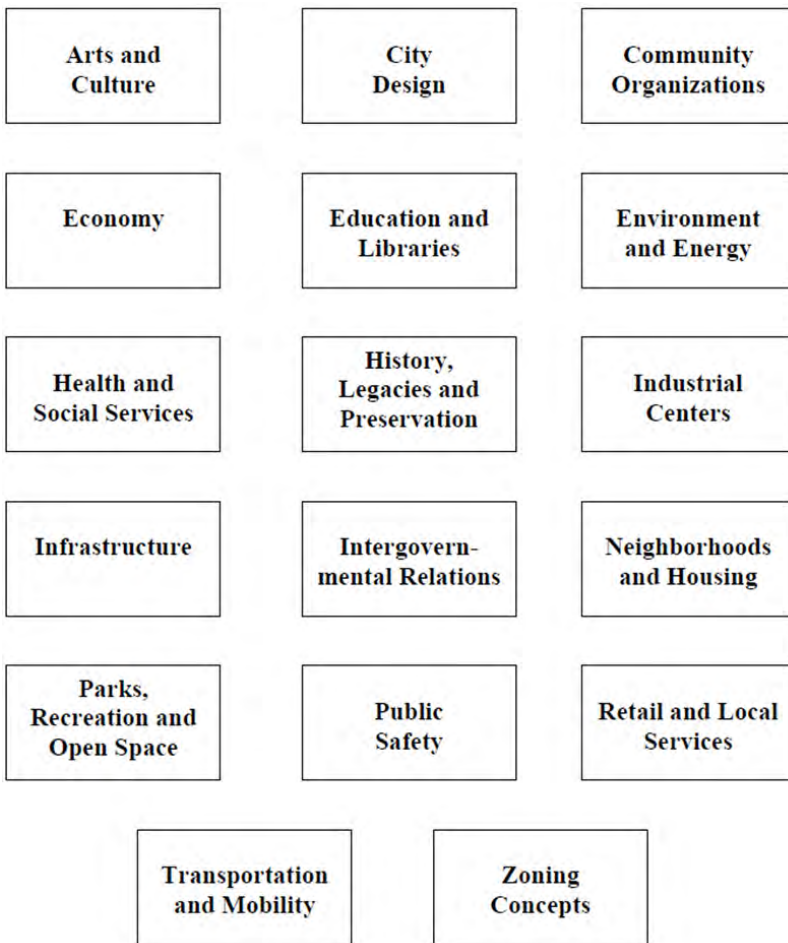 Arts and
Culture
City
Design
Community
Organizations
Economy
Education and
Libraries
Environment
and Energy
Health and
Social Services
History,
Legacies and
Preservation
Industrial
Centers
Infrastructure
Intergovern-
mental Relations
Neighborhoods
and Housing
Parks,
Recreation and
Open Space
Public
Safety
Retail and Local
Services
Transportation
and Mobility
Zoning
Concepts